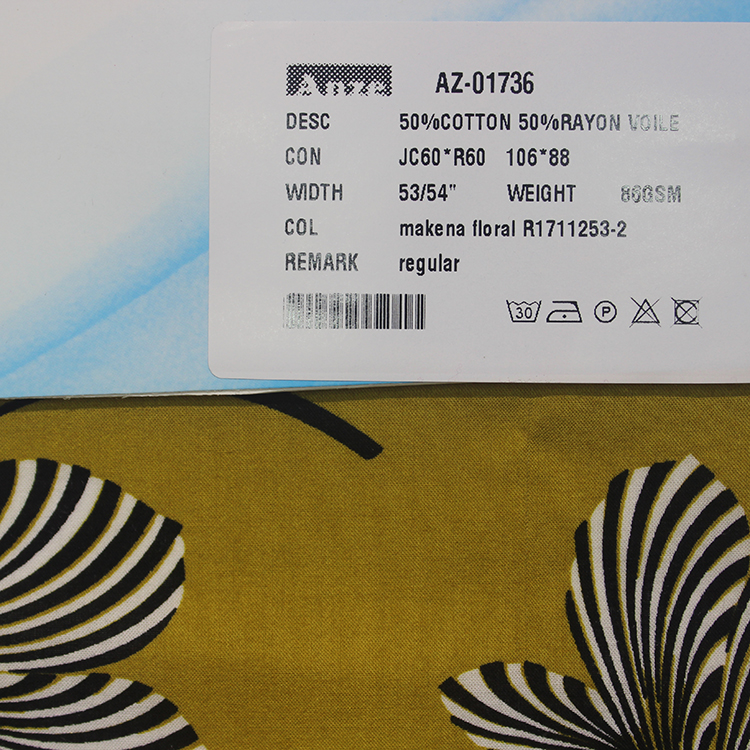 Anze AZ-01736
DESC 50%COTTON 50%RAYON VOILE
CON JC60*R60 106*88
WIDTH 53/54" WEIGHT 86GSM
COL makena floral R1711253-2
REMARK regular
30 P